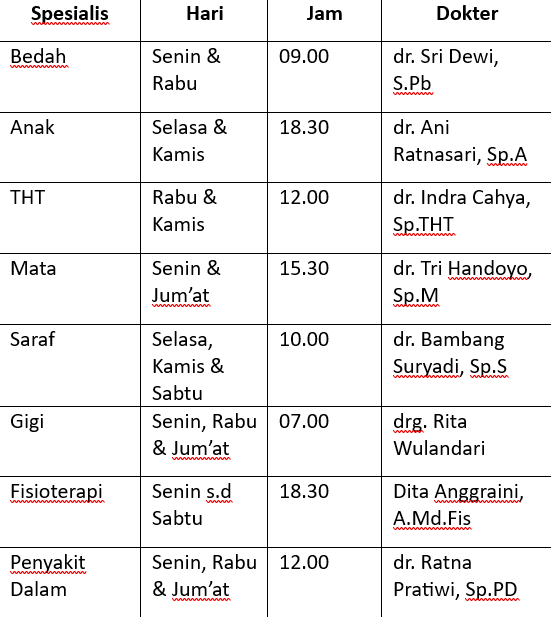 Spesialis Hari Jam Dokter
Bedah Senin & 09.00 dr. Sri Dewi,
Rabu S.Pb
Anak Selasa & 18.30 dr. Ani
Kamis Ratnasari, Sp.A
THT Rabu & 12.00 dr. Indra Cahya,
Kamis Sp.THT
Mata Senin & 15.30 dr. Tri Handoyo,
Jum'at Sp.M
Saraf Selasa, 10.00 dr. Bambang
Kamis & Suryadi, Sp.S
Sabtu
Gigi Senin, Rabu 07.00 drg. Rita
& Jum'at Wulandari
Fisioterapi Senin s.d 18.30 Dita Anggraini,
Sabtu A.Md.Fis
Penyakit Senin, Rabu 12.00 dr. Ratna
Dalam & Jum'at Pratiwi, Sp.PD